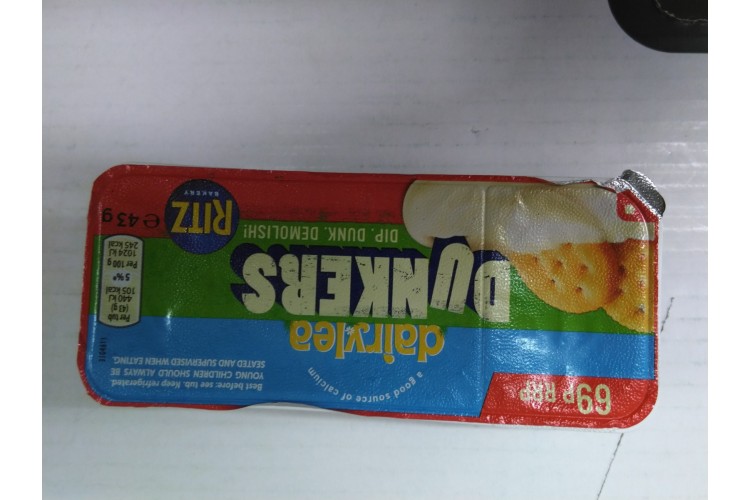 69p RRP
a good source of calcium
dairylea
DUNKERS
DIP. DUNK. DEMOLISH!
RITZ
BAKERY
℮43g
Best before: see tub. Keep refrigerated.
YOUNG CHILDREN SHOULD ALWAYS BE
SEATED AND SUPERVISED WHEN EATING.
Per tub
(43 g)
440 kJ
105 kcal
5%*
Per 100 g
1024 kJ
245 kcal